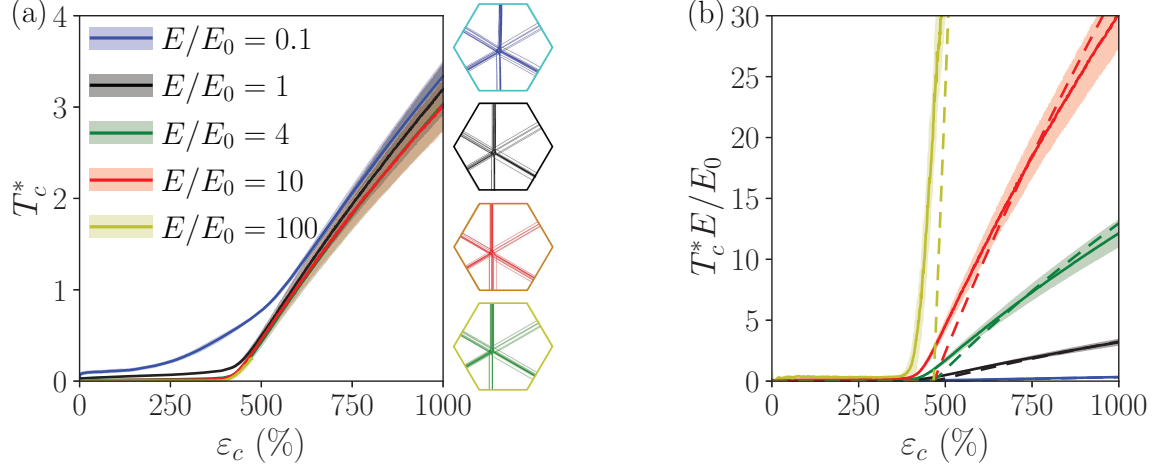 (a)
4
3
2
1
0
T*c
E/E0 = 0.1
E/E0 = 1
E/E0 = 4
E/E0 = 10
E/E0 = 100
0 250 500 750 1000
εc (%)
(b)
30
25
20
15
10
5
0
T*c E/E0
0 250 500 750 1000
εc (%)